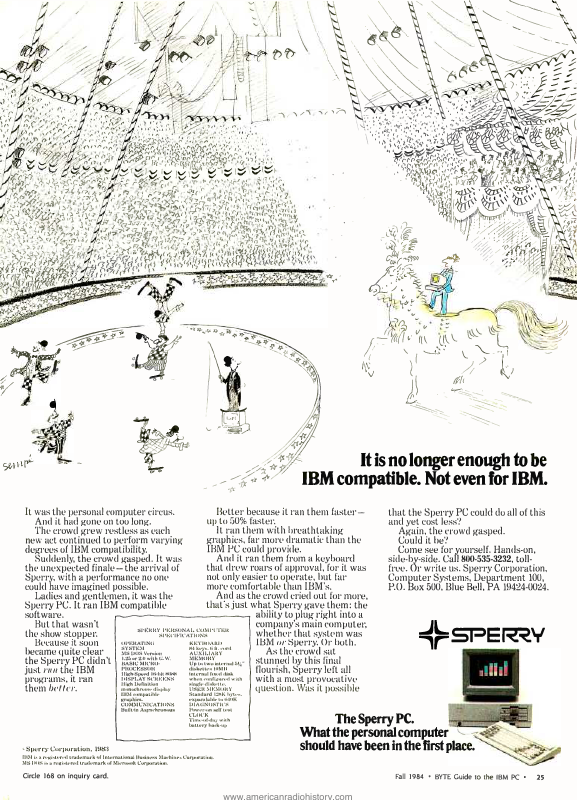 Sempé
It is no longer enough to be
IBM compatible. Not even for IBM.
It was the personal computer circus.
And it had gone on too long.
The crowd grew restless as each
new act continued to perform varying
degrees of IBM compatibility.
Suddenly, the crowd gasped. It was
the unexpected finale — the arrival of
Sperry, with a performance no one
could have imagined possible.
Ladies and gentlemen, it was the
Sperry PC. It ran IBM compatible
software.
But that wasn't
the show stopper.
Because it soon
became quite clear
the Sperry PC didn't
just run the IBM
programs, it ran
them better.
Better because it ran them faster —
up to 50% faster.
It ran them with breathtaking
graphics, far more dramatic than the
IBM PC could provide.
And it ran them from a keyboard
that drew roars of approval, for it was
not only easier to operate, but far
more comfortable than IBM's.
And as the crowd cried out for more,
that's just what Sperry gave them: the
ability to plug right into a
company's main computer,
whether that system was
IBM or Sperry. Or both.
As the crowd sat
stunned by this final
flourish, Sperry left all
with a most provocative
question. Was it possible
that the Sperry PC could do all of this
and yet cost less?
Again, the crowd gasped.
Could it be?
Come see for yourself. Hands-on,
side-by-side. Call 800-535-3232, toll-
free. Or write us. Sperry Corporation,
Computer Systems, Department 100,
P.O. Box 500, Blue Bell, PA 19424-0024.
SPERRY PERSONAL COMPUTER
SPECIFICATIONS
OPERATING
SYSTEM
MS DOS Version
1.25 or 2.0 with G.W.
BASIC MICRO-
PROCESSOR
High-Speed 16-bit 8088
DISPLAY SCREENS
High Definition
monochrome display
IBM compatible
graphics
COMMUNICATIONS
Built-in Asynchronous
KEYBOARD
84 keys, 6 ft. cord
AUXILIARY
MEMORY
Up to two internal 5¼"
diskettes
internal fixed disk
when configured with
single diskette.
USER MEMORY
Standard 128K bytes,
expandable to 640K
DIAGNOSTICS
Power-on self test
CLOCK
Time-of-day with
battery back-up
SPERRY
The Sperry PC.
What the personal computer
should have been in the first place.
© Sperry Corporation, 1983
IBM is a registered trademark of International Business Machines Corporation.
MS DOS is a registered trademark of Microsoft Corporation.
Circle 168 on inquiry card.
Fall 1984 • BYTE Guide to the IBM PC • 25
www.americanradiohistory.com